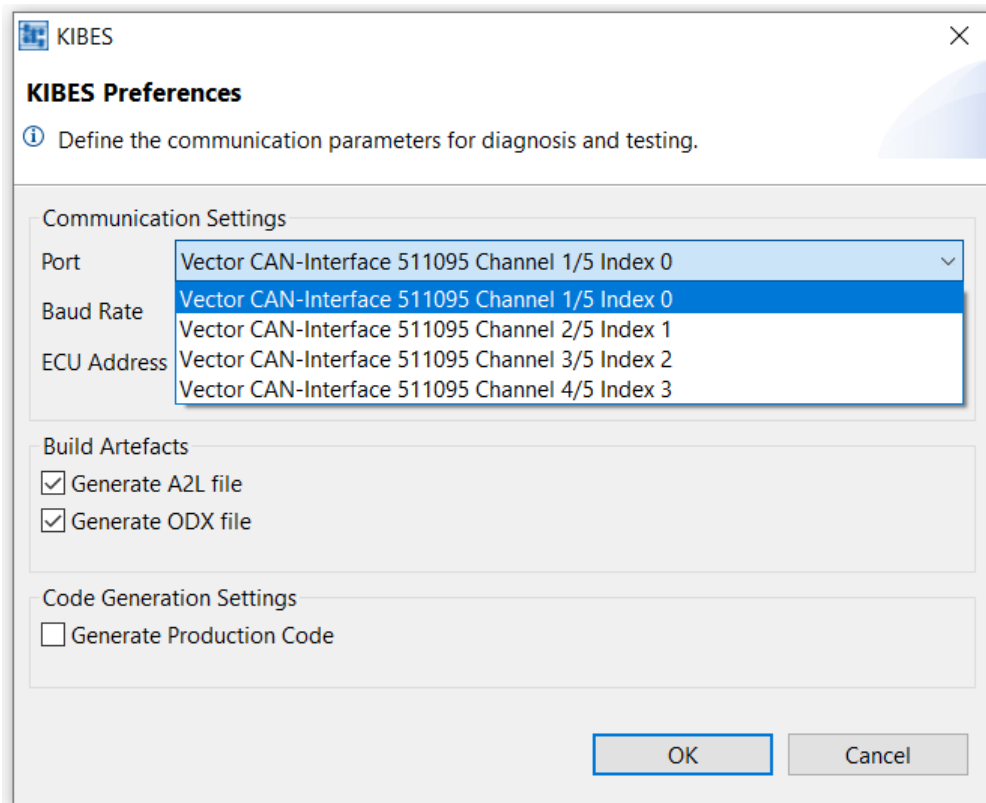 KIBES
KIBES Preferences
Define the communication parameters for diagnosis and testing.
Communication Settings
Port Vector CAN-Interface 511095 Channel 1/5 Index 0
Vector CAN-Interface 511095 Channel 1/5 Index 0
Baud Rate
Vector CAN-Interface 511095 Channel 2/5 Index 1
ECU Address Vector CAN-Interface 511095 Channel 3/5 Index 2
Vector CAN-Interface 511095 Channel 4/5 Index 3
Build Artefacts
Generate A2L file
Generate ODX file
Code Generation Settings
Generate Production Code
OK Cancel